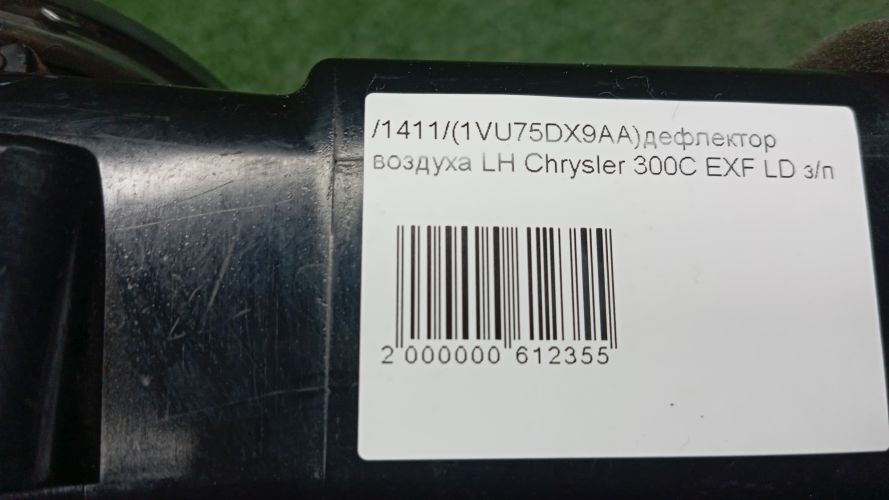 /1411/(1VU75DX9AA)дефлектор
воздуха LH Chrysler 300C EXF LD з/п
2 000000 612355